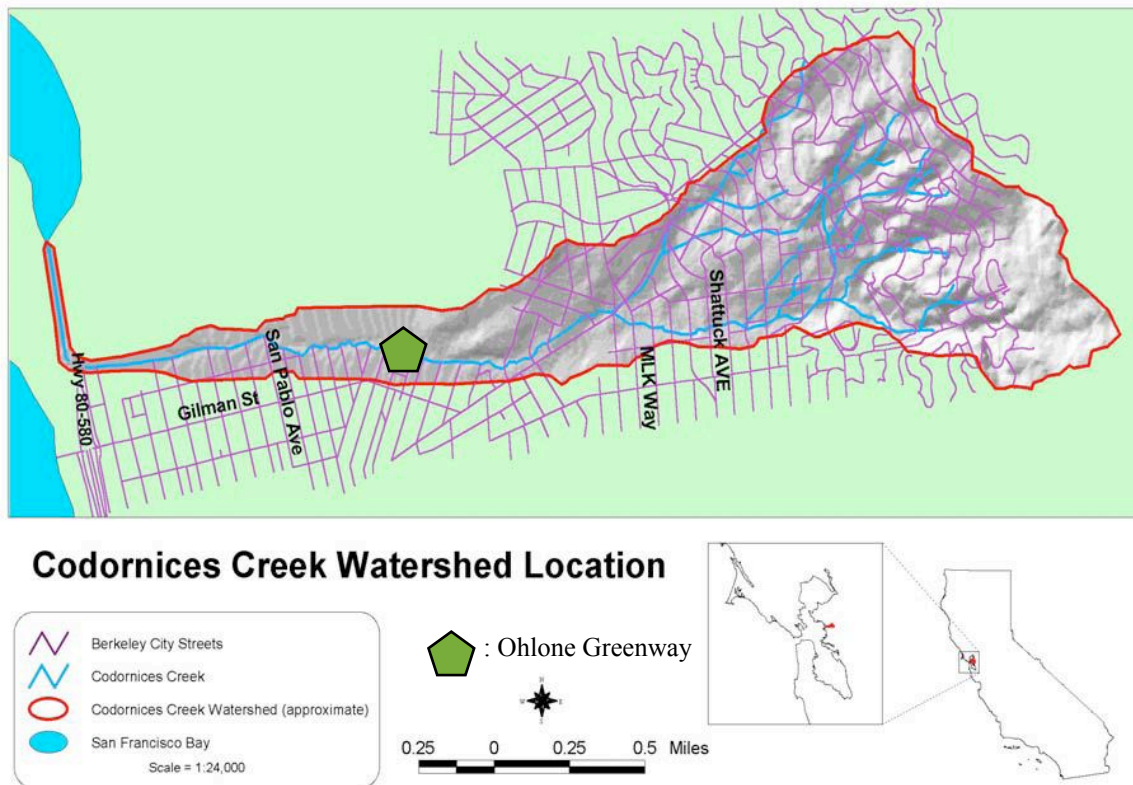 Hwy 80-580
Gilman St
San Pablo Ave
MLK Way
Shattuck AVE
Codornices Creek Watershed Location
Berkeley City Streets
Codornices Creek
Codornices Creek Watershed (approximate)
San Francisco Bay
Scale = 1:24,000
: Ohlone Greenway
N
W E
S
0.25 0 0.25 0.5 Miles